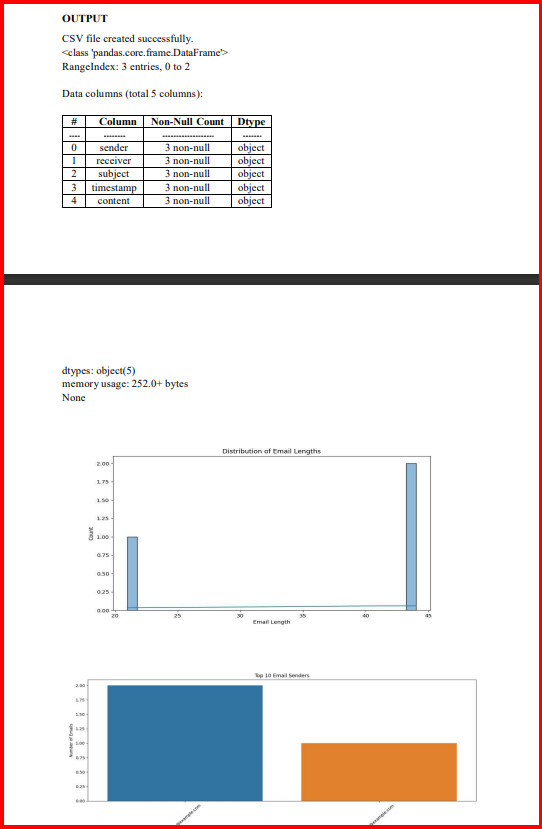 OUTPUT
CSV file created successfully.
<class 'pandas.core.frame.DataFrame'>
RangeIndex: 3 entries, 0 to 2
Data columns (total 5 columns):
# Column Non-Null Count Dtype
---- -------- ------------------- -------
0 sender 3 non-null object
1 receiver 3 non-null object
2 subject 3 non-null object
3 timestamp 3 non-null object
4 content 3 non-null object
dtypes: object(5)
memory usage: 252.0+ bytes
None
Distribution of Email Lengths
2.00
1.75
1.50
1.25
1.00
0.75
0.50
0.25
0.00
Count
20 25 30 35 40 45
Email Length
Top 10 Email Senders
2.00
1.75
1.50
1.25
1.00
0.75
0.50
0.25
0.00
Number of Emails